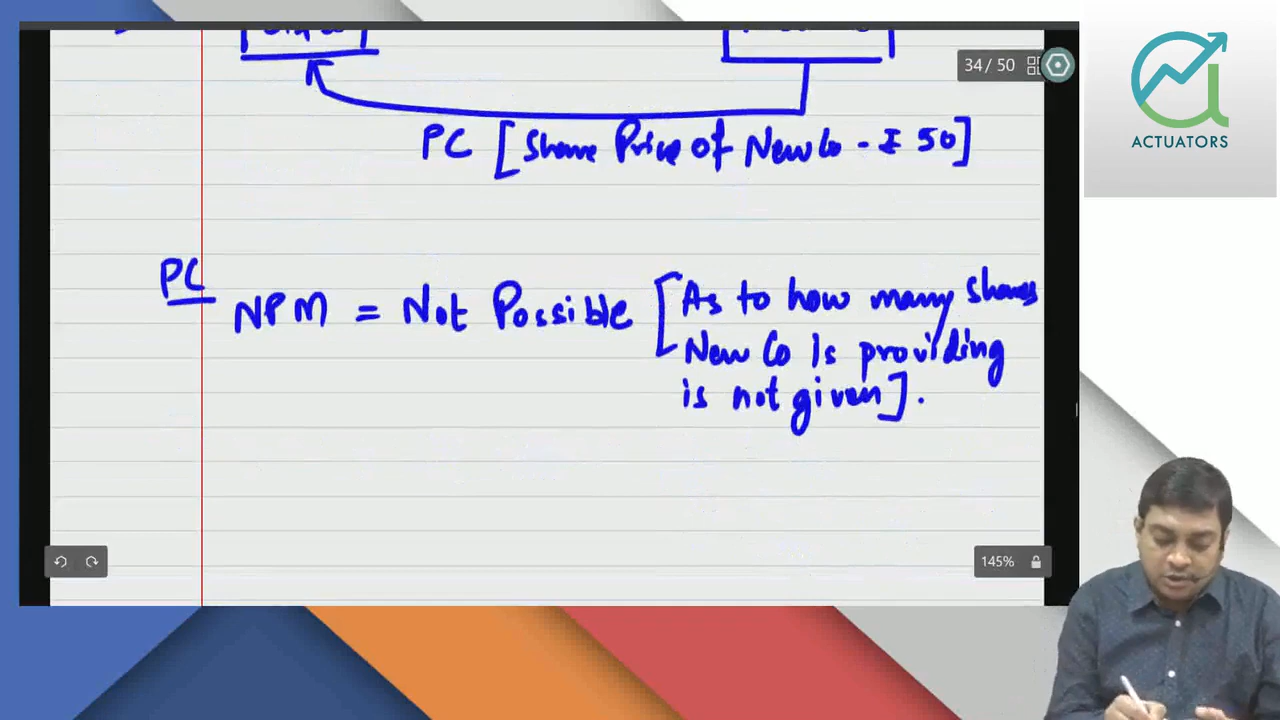 34 / 50
PC [Share Price of New Co - ₹ 50]
PC
NPM = Not Possible [As to how many shares
New Co Is providing
is not given].
145%
ACTUATORS